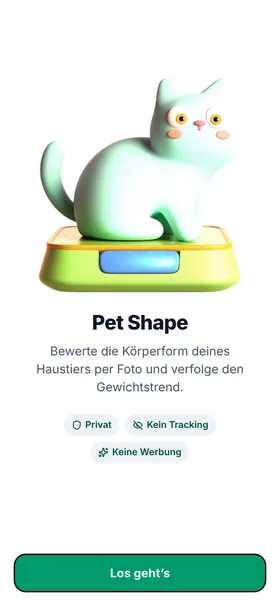 Pet Shape
Bewerte die Körperform deines
Haustiers per Foto und verfolge den
Gewichtstrend.
Privat
Kein Tracking
Keine Werbung
Los geht’s